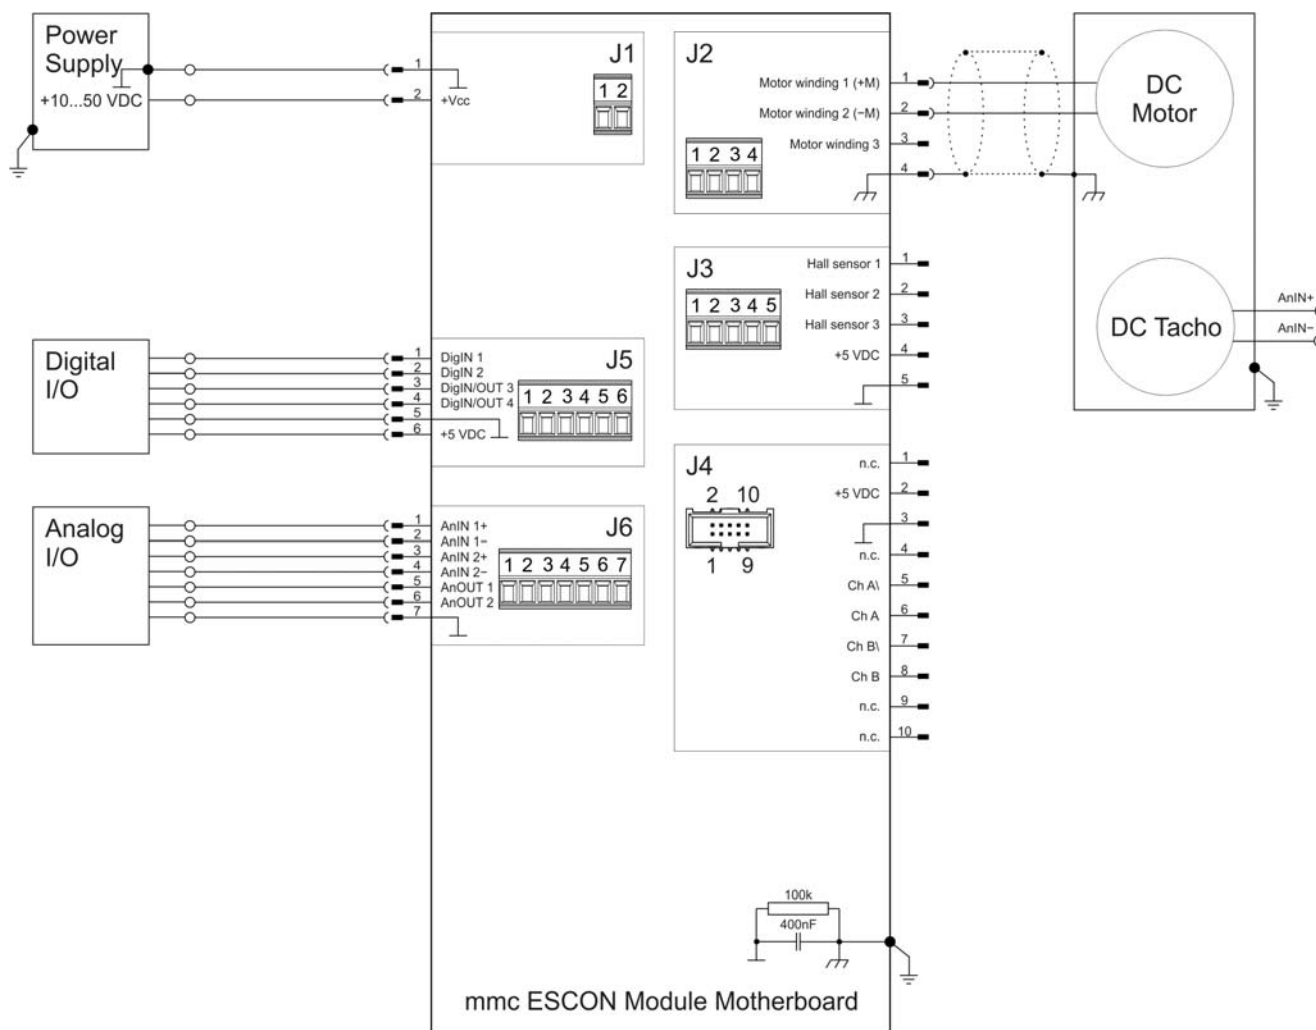 Power
Supply
+10...50 VDC
1
2
+Vcc
J1
1 2
J2
Motor winding 1 (+M)
1
Motor winding 2 (−M)
2
Motor winding 3
3
4
1 2 3 4
DC
Motor
J3
Hall sensor 1
1
Hall sensor 2
2
Hall sensor 3
3
+5 VDC
4
5
1 2 3 4 5
DC Tacho
AnIN+
AnIN−
Digital
I/O
1
DigIN 1
2
DigIN 2
3
DigIN/OUT 3
4
DigIN/OUT 4
5
6
+5 VDC
J5
1 2 3 4 5 6
Analog
I/O
1
AnIN 1+
2
AnIN 1−
3
AnIN 2+
4
AnIN 2−
5
AnOUT 1
6
AnOUT 2
7
J6
1 2 3 4 5 6 7
J4
2 10
1 9
n.c.
1
+5 VDC
2
3
n.c.
4
Ch A\
5
Ch A
6
Ch B\
7
Ch B
8
n.c.
9
n.c.
10
100k
400nF
mmc ESCON Module Motherboard